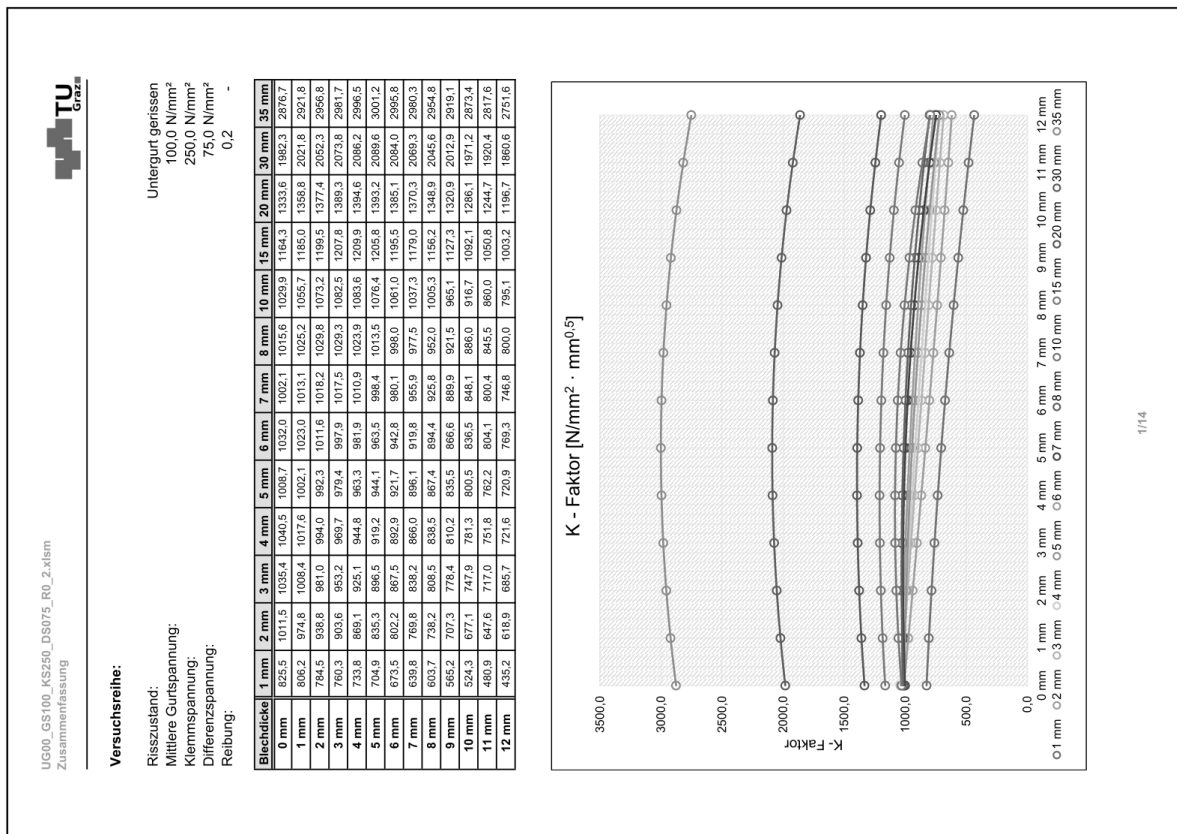 UG00_GS100_KS250_DS075_R0_2.xlsm
Zusammenfassung
TU
Graz
Versuchsreihe:
Risszustand: Untergurt gerissen
Mittlere Gurtspannung: 100,0 N/mm²
Klemmspannung: 250,0 N/mm²
Differenzspannung: 75,0 N/mm²
Reibung: 0,2 -
Blechdicke 1 mm 2 mm 3 mm 4 mm 5 mm 6 mm 7 mm 8 mm 10 mm 15 mm 20 mm 30 mm 35 mm
0 mm 825,5 1011,5 1035,4 1040,5 1008,7 1032,0 1002,1 1015,6 1029,9 1164,3 1333,6 1982,3 2876,7
1 mm 806,2 974,8 1008,4 1017,6 1002,1 1023,0 1013,1 1025,2 1055,7 1185,0 1358,8 2021,8 2921,8
2 mm 784,5 938,8 981,0 994,0 992,3 1011,6 1018,2 1029,8 1073,2 1199,5 1377,4 2052,3 2956,8
3 mm 760,3 903,6 953,2 969,7 979,4 997,9 1017,5 1029,3 1082,5 1207,8 1389,3 2073,8 2981,7
4 mm 733,8 869,1 925,1 944,8 963,3 981,9 1010,9 1023,9 1083,6 1209,9 1394,6 2086,2 2996,5
5 mm 704,9 835,3 896,5 919,2 944,1 963,5 998,4 1013,5 1076,4 1205,8 1393,2 2089,6 3001,2
6 mm 673,5 802,2 867,5 892,9 921,7 942,8 980,1 998,0 1061,0 1195,5 1385,1 2084,0 2995,8
7 mm 639,8 769,8 838,2 866,0 896,1 919,8 955,9 977,5 1037,3 1179,0 1370,3 2069,3 2980,3
8 mm 603,7 738,2 808,5 838,5 867,4 894,4 925,8 952,0 1005,3 1156,2 1348,9 2045,6 2954,8
9 mm 565,2 707,3 778,4 810,2 835,5 866,6 889,9 921,5 965,1 1127,3 1320,9 2012,9 2919,1
10 mm 524,3 677,1 747,9 781,3 800,5 836,5 848,1 886,0 916,7 1092,1 1286,1 1971,2 2873,4
11 mm 480,9 647,6 717,0 751,8 762,2 804,1 800,4 845,5 860,0 1050,8 1244,7 1920,4 2817,6
12 mm 435,2 618,9 685,7 721,6 720,9 769,3 746,8 800,0 795,1 1003,2 1196,7 1860,6 2751,6
K - Faktor [N/mm² · mm^0,5]
K - Faktor
3500,0
3000,0
2500,0
2000,0
1500,0
1000,0
500,0
0,0
0 mm 1 mm 2 mm 3 mm 4 mm 5 mm 6 mm 7 mm 8 mm 9 mm 10 mm 11 mm 12 mm
1 mm 2 mm 3 mm 4 mm 5 mm 6 mm 7 mm 8 mm 10 mm 15 mm 20 mm 30 mm 35 mm
1/14